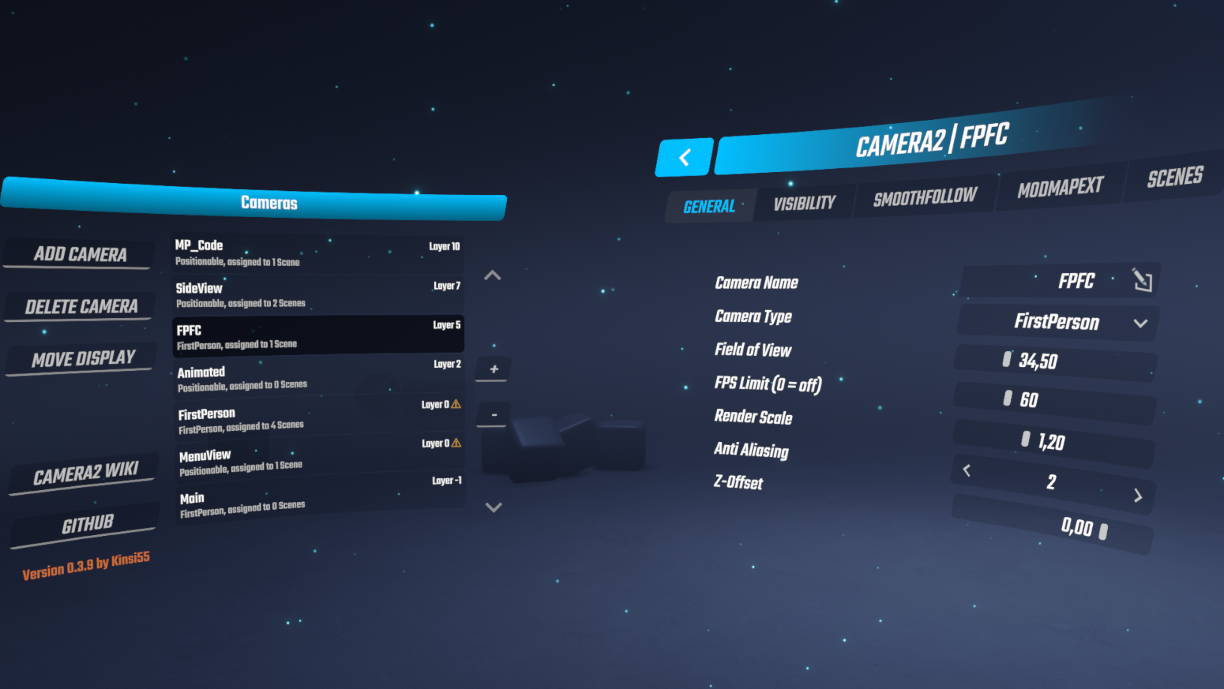 Cameras
ADD CAMERA
DELETE CAMERA
MOVE DISPLAY
CAMERA2 WIKI
GITHUB
Version 0.3.9 by Kinsi55
MP_Code Layer 10
Positionable, assigned to 1 Scene
SideView Layer 7
Positionable, assigned to 2 Scenes
FPFC Layer 5
FirstPerson, assigned to 1 Scene
Animated Layer 2
Positionable, assigned to 0 Scenes
FirstPerson Layer 0
FirstPerson, assigned to 4 Scenes
MenuView Layer 0
Positionable, assigned to 1 Scene
Main Layer -1
FirstPerson, assigned to 0 Scenes
+
-
CAMERA2 | FPFC
GENERAL VISIBILITY SMOOTHFOLLOW MODMAPEXT SCENES
Camera Name FPFC
Camera Type FirstPerson
Field of View 34,50
FPS Limit (0 = off) 60
Render Scale 1,20
Anti Aliasing 2
Z-Offset 0,00